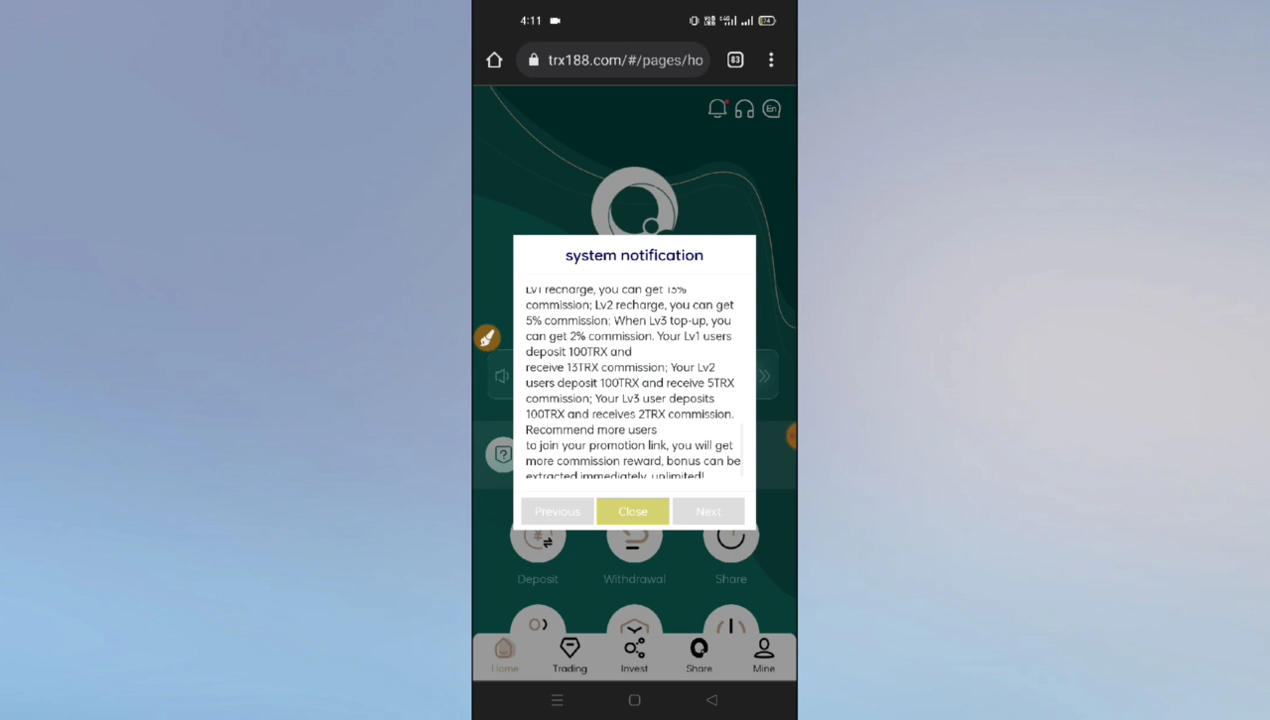 4:11
trx188.com/#/pages/ho
83
En
system notification
Lv1 recharge, you can get 13%
commission; Lv2 recharge, you can get
5% commission; When Lv3 top-up, you
can get 2% commission. Your Lv1 users
deposit 100TRX and
receive 13TRX commission; Your Lv2
users deposit 100TRX and receive 5TRX
commission; Your Lv3 user deposits
100TRX and receives 2TRX commission.
Recommend more users
to join your promotion link, you will get
more commission reward, bonus can be
extracted immediately, unlimited!
Previous
Close
Next
Deposit
Withdrawal
Share
Home
Trading
Invest
Share
Mine